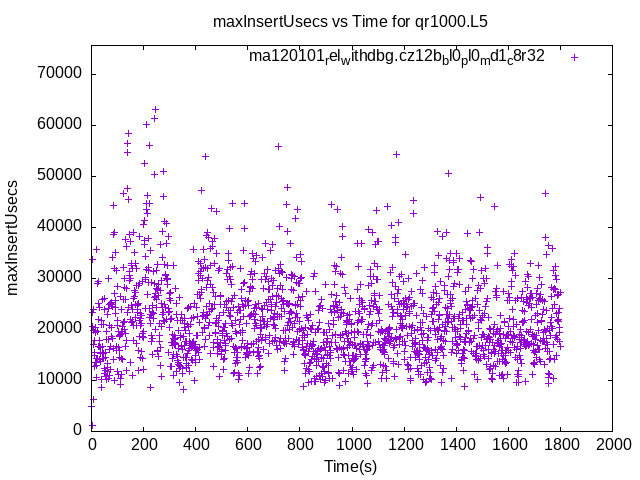 maxInsertUsecs vs Time for qr1000.L5
ma120101_rel_withdbg.cz12b_bl0_pl0_md1_c8r32
70000
60000
50000
40000
30000
20000
10000
0
maxInsertUsecs
0 200 400 600 800 1000 1200 1400 1600 1800 2000
Time(s)